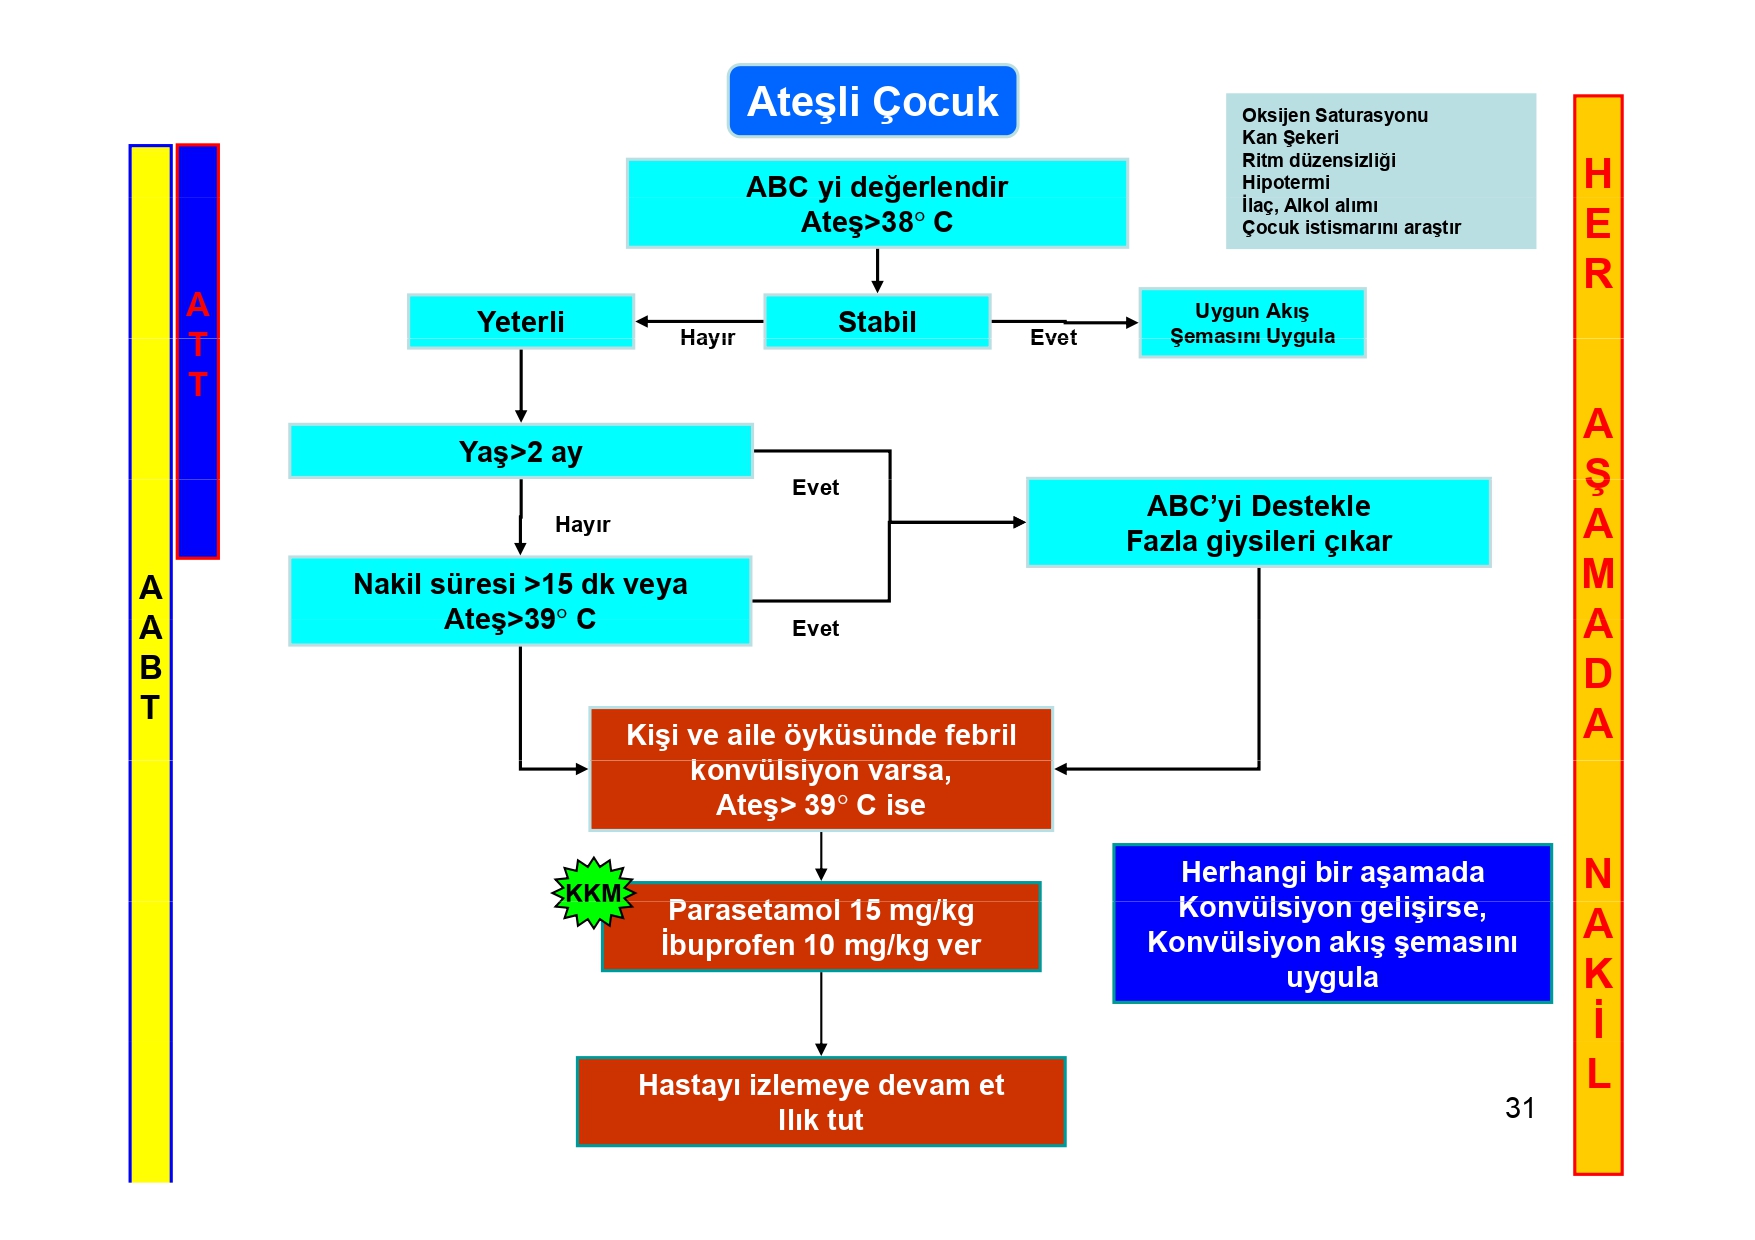 Ateşli Çocuk
Oksijen Saturasyonu
Kan Şekeri
Ritm düzensizliği
Hipotermi
İlaç, Alkol alımı
Çocuk istismarını araştır
ABC yi değerlendir
Ateş>38° C
Yeterli
Hayır
Stabil
Evet
Uygun Akış
Şemasını Uygula
Yaş>2 ay
Evet
Hayır
ABC’yi Destekle
Fazla giysileri çıkar
Nakil süresi >15 dk veya
Ateş>39° C
Evet
Kişi ve aile öyküsünde febril
konvülsiyon varsa,
Ateş> 39° C ise
KKM
Parasetamol 15 mg/kg
İbuprofen 10 mg/kg ver
Herhangi bir aşamada
Konvülsiyon gelişirse,
Konvülsiyon akış şemasını
uygula
Hastayı izlemeye devam et
Ilık tut
31
AABT
ATT
HER AŞAMADA NAKİL